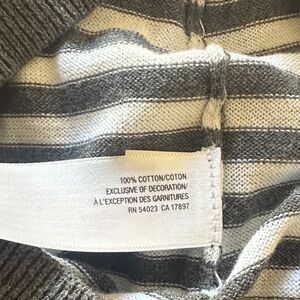 100% COTTON/COTON
EXCLUSIVE OF DECORATION/
À L'EXCEPTION DES GARNITURES
RN 54023 CA 17897